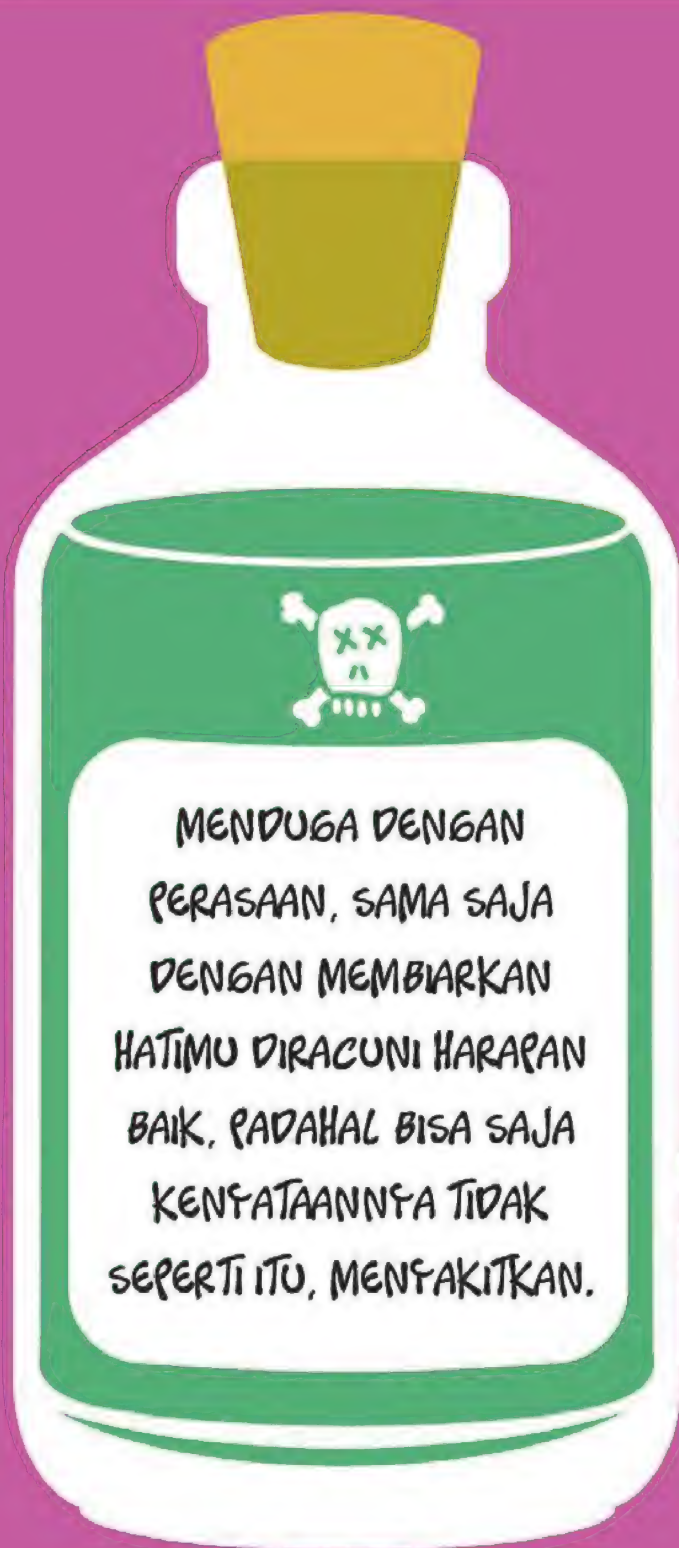 MENDUGA DENGAN
PERASAAN, SAMA SAJA
DENGAN MEMBIARKAN
HATIMU DIRACUNI HARAPAN
BAIK, PADAHAL BISA SAJA
KENYATAANNYA TIDAK
SEPERTI ITU, MENYAKITKAN.